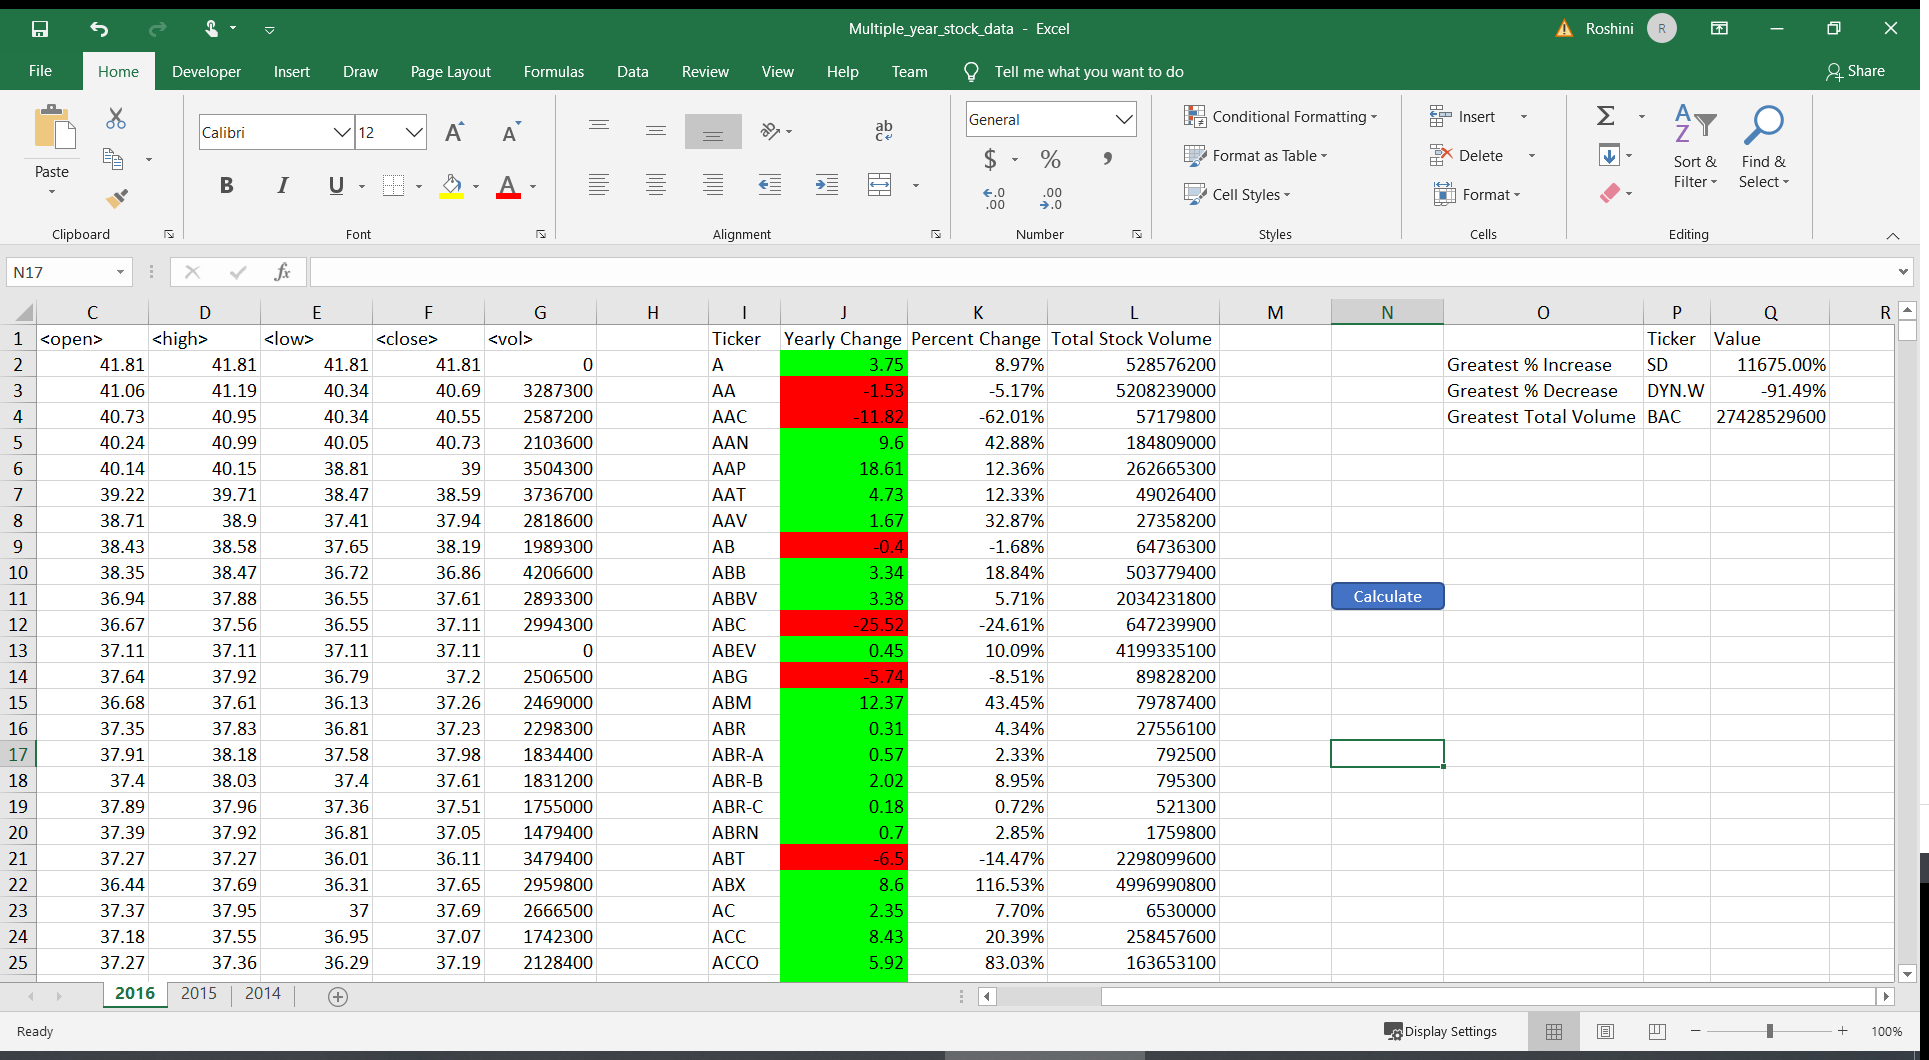 Multiple_year_stock_data - Excel
Roshini R
File Home Developer Insert Draw Page Layout Formulas Data Review View Help Team Tell me what you want to do Share
Paste
Clipboard
Calibri 12 A A
B I U A
Font
ab
c
Alignment
General
$ % ,
.0 .00
.00 .0
Number
Conditional Formatting
Format as Table
Cell Styles
Styles
Insert
Delete
Format
Cells
Σ
A
Z
Sort &
Filter
Find &
Select
Editing
N17 fx
C D E F G H I J K L M N O P Q R
1 <open> <high> <low> <close> <vol> Ticker Yearly Change Percent Change Total Stock Volume Ticker Value
2 41.81 41.81 41.81 41.81 0 A 3.75 8.97% 528576200 Greatest % Increase SD 11675.00%
3 41.06 41.19 40.34 40.69 3287300 AA -1.53 -5.17% 5208239000 Greatest % Decrease DYN.W -91.49%
4 40.73 40.95 40.34 40.55 2587200 AAC -11.82 -62.01% 57179800 Greatest Total Volume BAC 27428529600
5 40.24 40.99 40.05 40.73 2103600 AAN 9.6 42.88% 184809000
6 40.14 40.15 38.81 39 3504300 AAP 18.61 12.36% 262665300
7 39.22 39.71 38.47 38.59 3736700 AAT 4.73 12.33% 49026400
8 38.71 38.9 37.41 37.94 2818600 AAV 1.67 32.87% 27358200
9 38.43 38.58 37.65 38.19 1989300 AB -0.4 -1.68% 64736300
10 38.35 38.47 36.72 36.86 4206600 ABB 3.34 18.84% 503779400
11 36.94 37.88 36.55 37.61 2893300 ABBV 3.38 5.71% 2034231800 Calculate
12 36.67 37.56 36.55 37.11 2994300 ABC -25.52 -24.61% 647239900
13 37.11 37.11 37.11 37.11 0 ABEV 0.45 10.09% 4199335100
14 37.64 37.92 36.79 37.2 2506500 ABG -5.74 -8.51% 89828200
15 36.68 37.61 36.13 37.26 2469000 ABM 12.37 43.45% 79787400
16 37.35 37.83 36.81 37.23 2298300 ABR 0.31 4.34% 27556100
17 37.91 38.18 37.58 37.98 1834400 ABR-A 0.57 2.33% 792500
18 37.4 38.03 37.4 37.61 1831200 ABR-B 2.02 8.95% 795300
19 37.89 37.96 37.36 37.51 1755000 ABR-C 0.18 0.72% 521300
20 37.39 37.92 36.81 37.05 1479400 ABRN 0.7 2.85% 1759800
21 37.27 37.27 36.01 36.11 3479400 ABT -6.5 -14.47% 2298099600
22 36.44 37.69 36.31 37.65 2959800 ABX 8.6 116.53% 4996990800
23 37.37 37.95 37 37.69 2666500 AC 2.35 7.70% 6530000
24 37.18 37.55 36.95 37.07 1742300 ACC 8.43 20.39% 258457600
25 37.27 37.36 36.29 37.19 2128400 ACCO 5.92 83.03% 163653100
2016 2015 2014
Ready Display Settings 100%